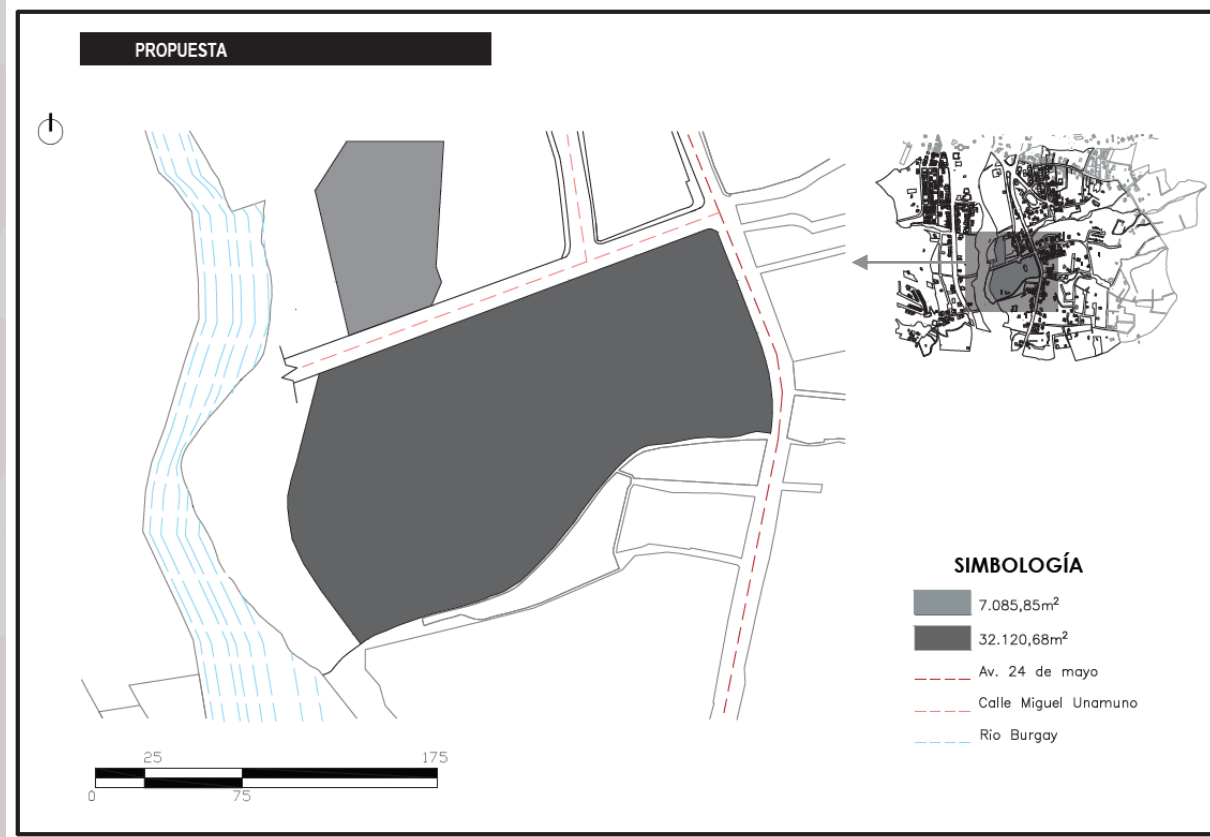 PROPUESTA
SIMBOLOGÍA
7.085,85m²
32.120,68m²
Av. 24 de mayo
Calle Miguel Unamuno
Rio Burgay
25
175
0
75